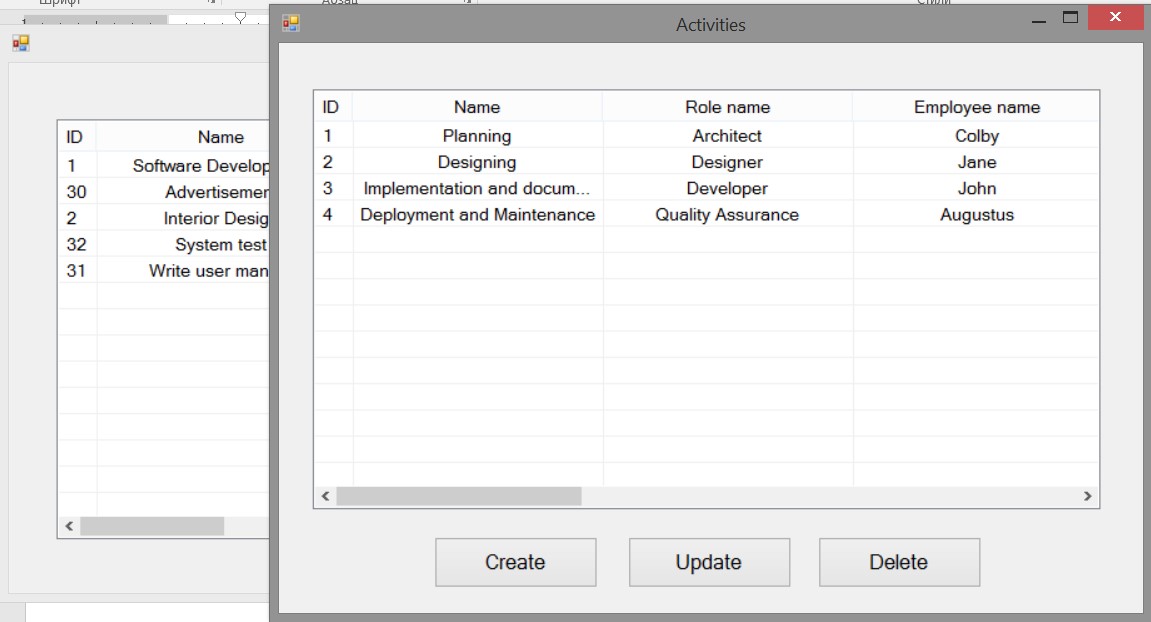 Шрифт Абзац Стили
Activities
ID Name
1 Software Develop
30 Advertisemen
2 Interior Desig
32 System test
31 Write user man
ID Name Role name Employee name
1 Planning Architect Colby
2 Designing Designer Jane
3 Implementation and docum... Developer John
4 Deployment and Maintenance Quality Assurance Augustus
Create Update Delete